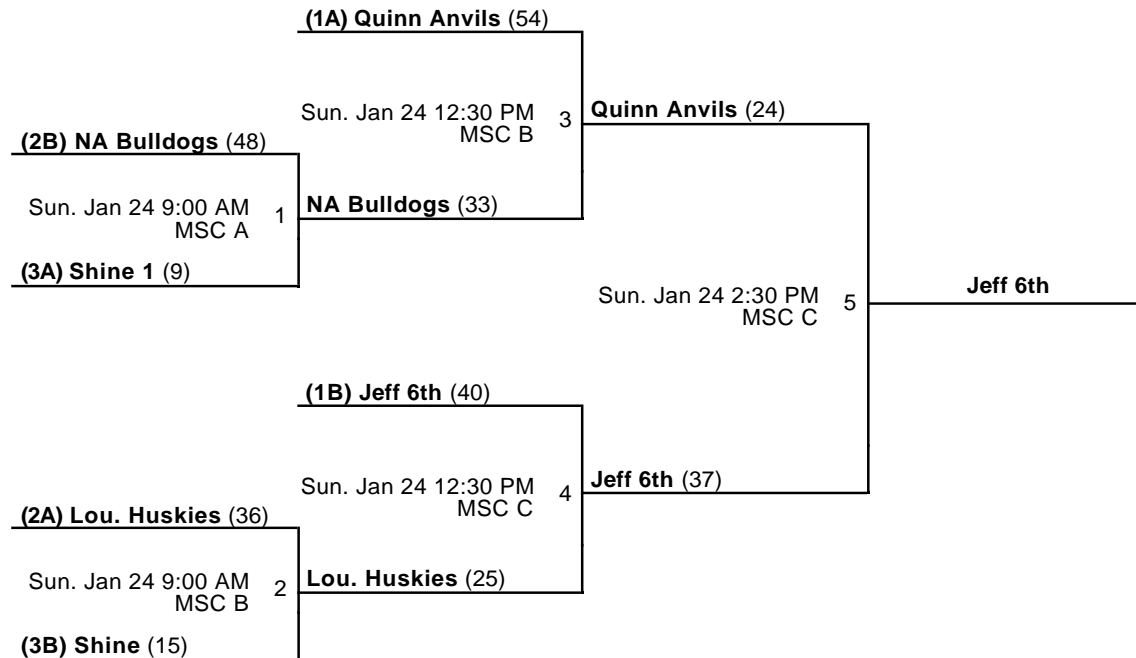 (1A) Quinn Anvils (54)
Sun. Jan 24 12:30 PM
MSC B
3
Quinn Anvils (24)
(2B) NA Bulldogs (48)
Sun. Jan 24 9:00 AM
MSC A
1
NA Bulldogs (33)
(3A) Shine 1 (9)
Sun. Jan 24 2:30 PM
MSC C
5
Jeff 6th
(1B) Jeff 6th (40)
Sun. Jan 24 12:30 PM
MSC C
4
Jeff 6th (37)
(2A) Lou. Huskies (36)
Sun. Jan 24 9:00 AM
MSC B
2
Lou. Huskies (25)
(3B) Shine (15)